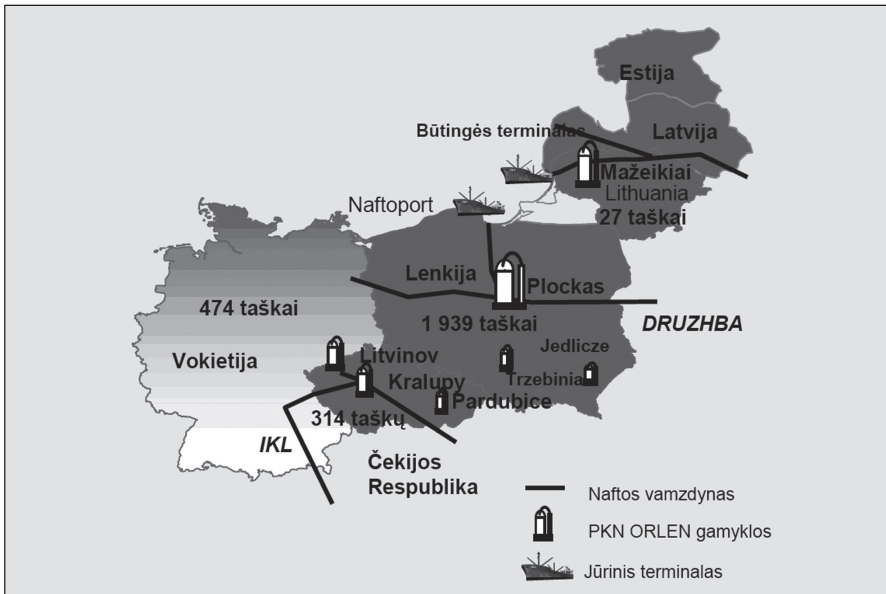 Estija
Būtingės terminalas
Latvija
Mažeikiai
Lithuania
27 taškai
Naftoport
Lenkija
Plockas
474 taškai
1 939 taškai
DRUZHBA
Vokietija
Litvinov
Jedlicze
Kralupy
Trzebinia
Pardubice
314 taškų
IKL
Čekijos
Respublika
Naftos vamzdynas
PKN ORLEN gamyklos
Jūrinis terminalas